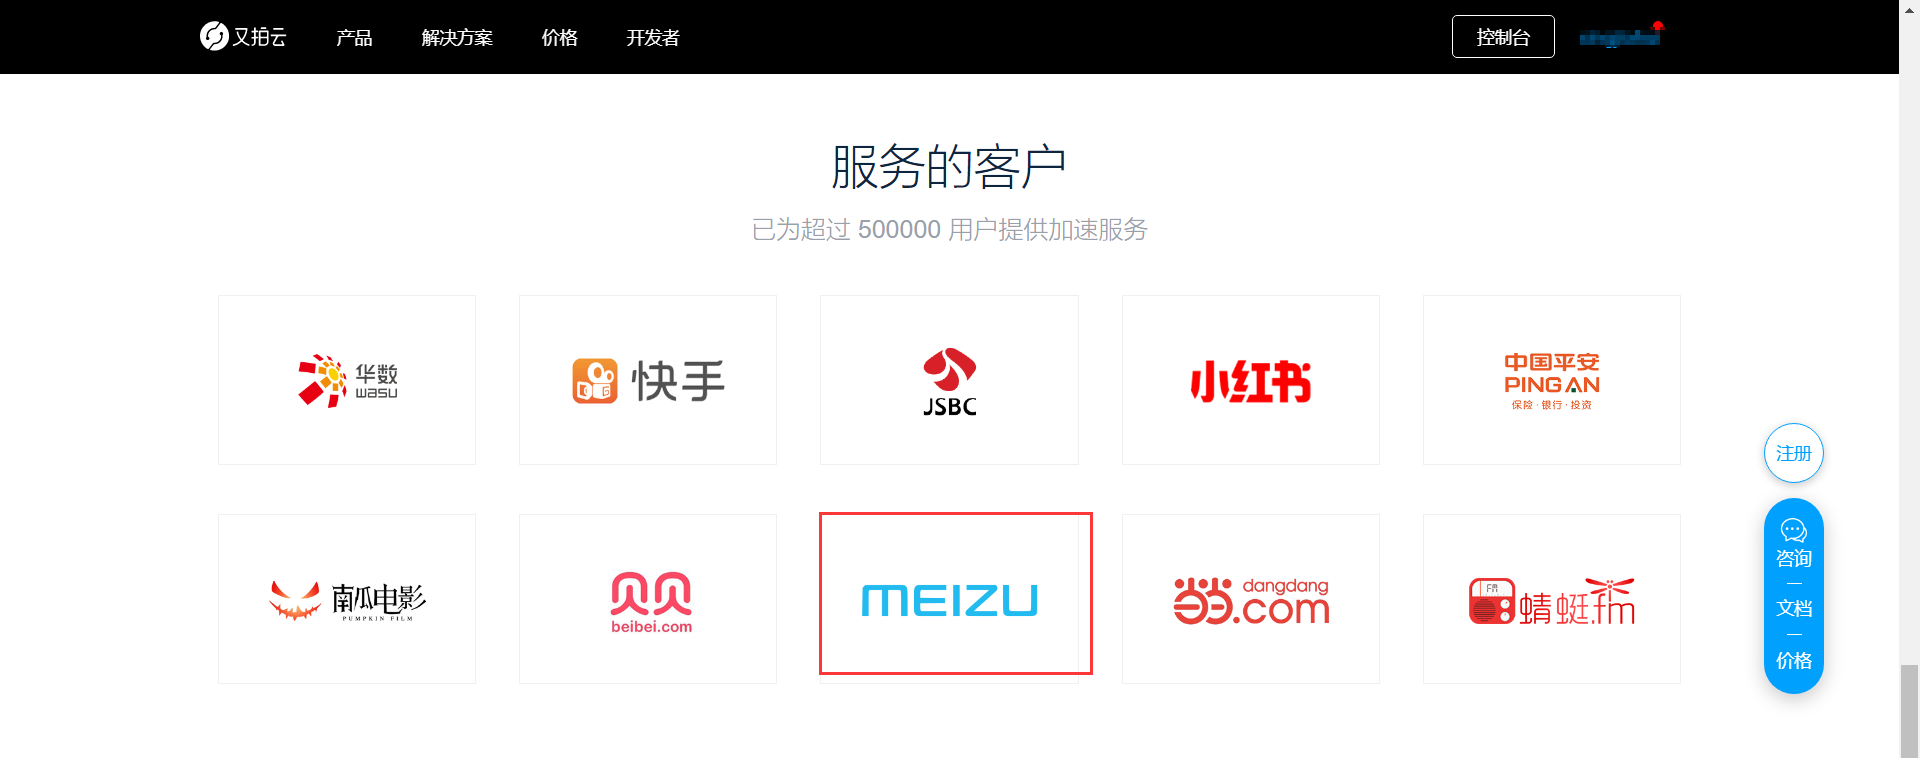 又拍云 产品 解决方案 价格 开发者 控制台
服务的客户
已为超过 500000 用户提供加速服务
华数
wasu
快手
JSBC
小红书
中国平安
PING AN
保险·银行·投资
注册
南瓜电影
PUMPKIN FILM
贝贝
beibei.com
MEIZU
当当
dangdang
.com
FM
蜻蜓.fm
咨询
文档
价格